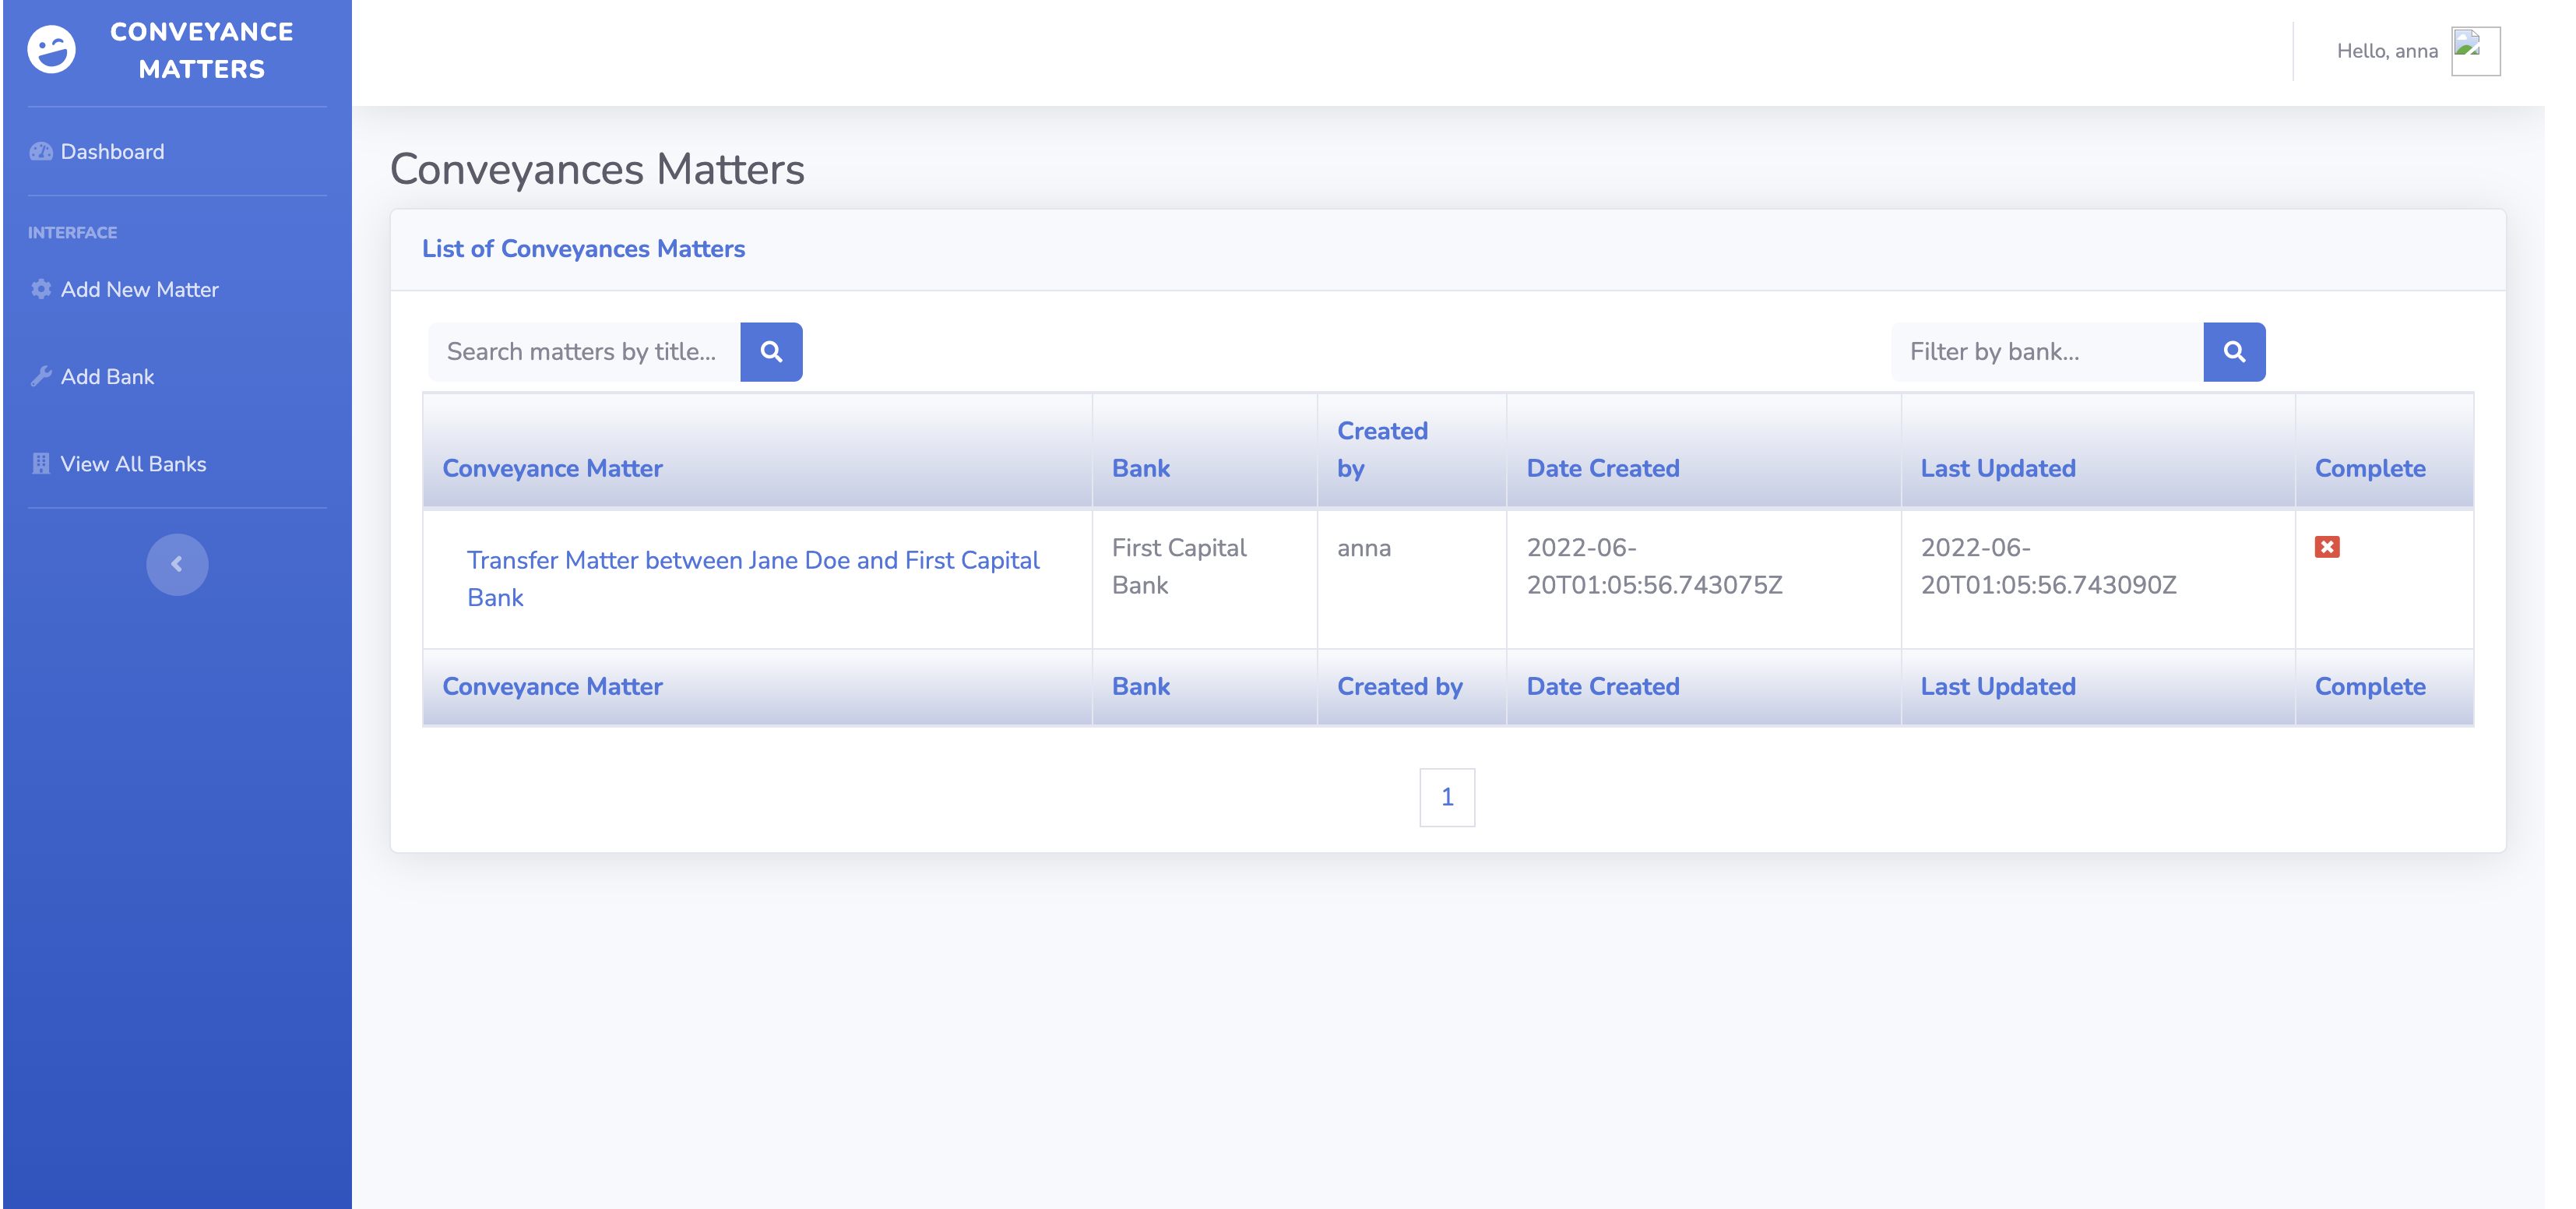 CONVEYANCE
MATTERS
Hello, anna
Dashboard
INTERFACE
Add New Matter
Add Bank
View All Banks
Conveyances Matters
List of Conveyances Matters
Search matters by title...
Filter by bank...
Conveyance Matter
Bank
Created
by
Date Created
Last Updated
Complete
Transfer Matter between Jane Doe and First Capital
Bank
First Capital
Bank
anna
2022-06-
20T01:05:56.743075Z
2022-06-
20T01:05:56.743090Z
Conveyance Matter
Bank
Created by
Date Created
Last Updated
Complete
1